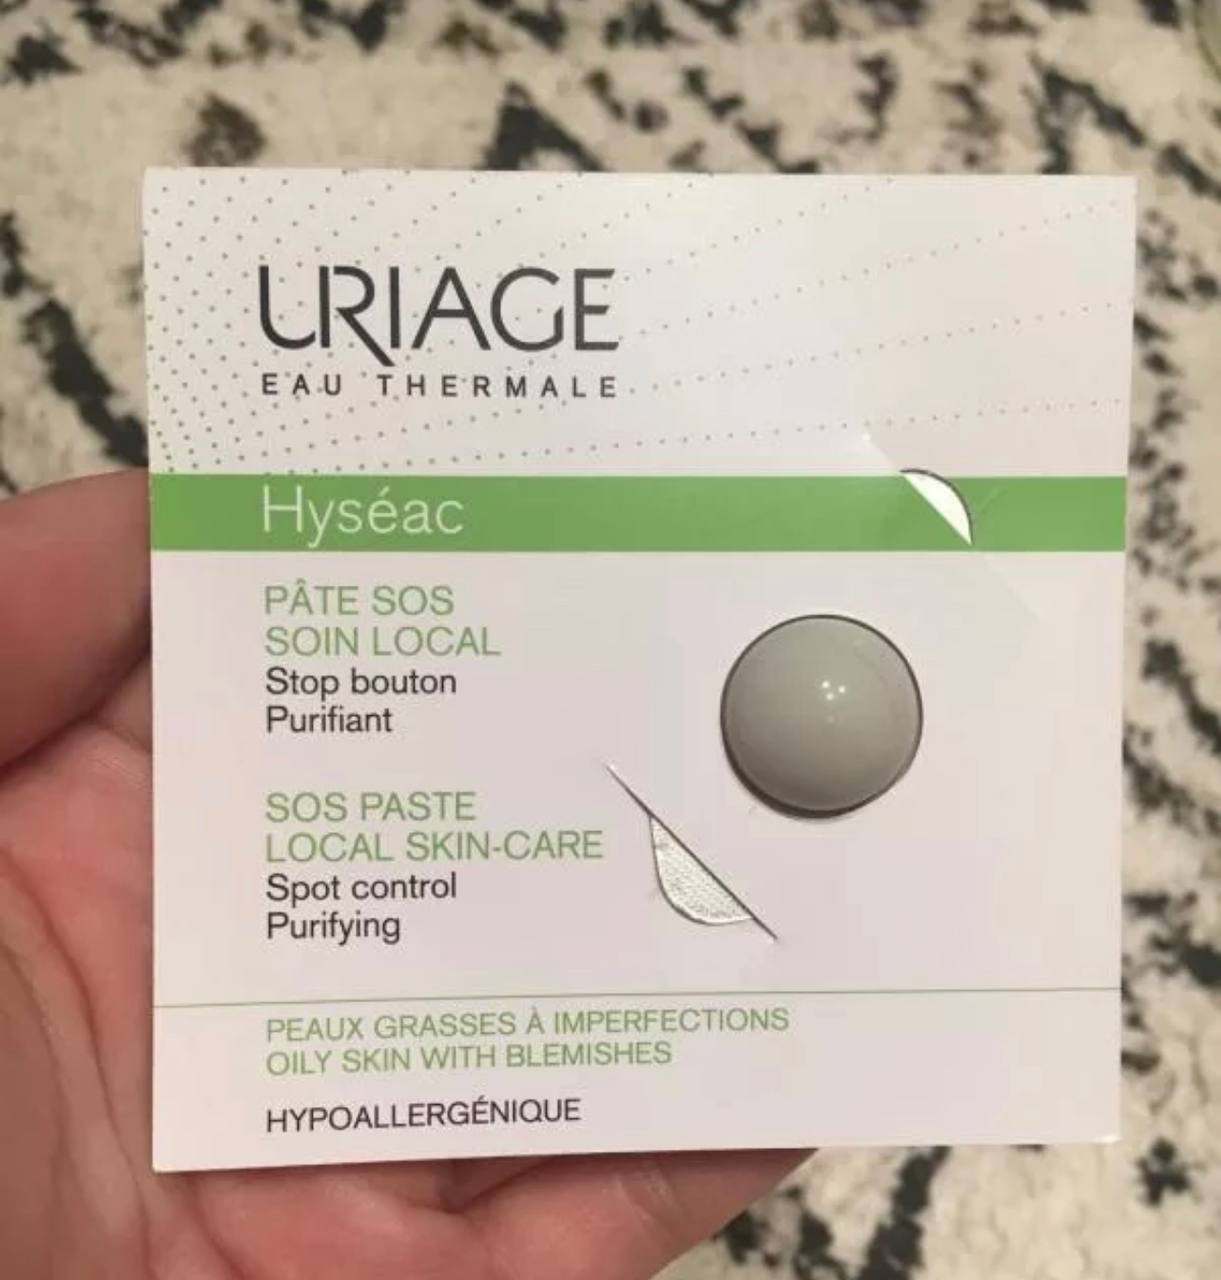 URIAGE
EAU THERMALE
Hyséac
PÂTE SOS
SOIN LOCAL
Stop bouton
Purifiant
SOS PASTE
LOCAL SKIN-CARE
Spot control
Purifying
PEAUX GRASSES À IMPERFECTIONS
OILY SKIN WITH BLEMISHES
HYPOALLERGÉNIQUE